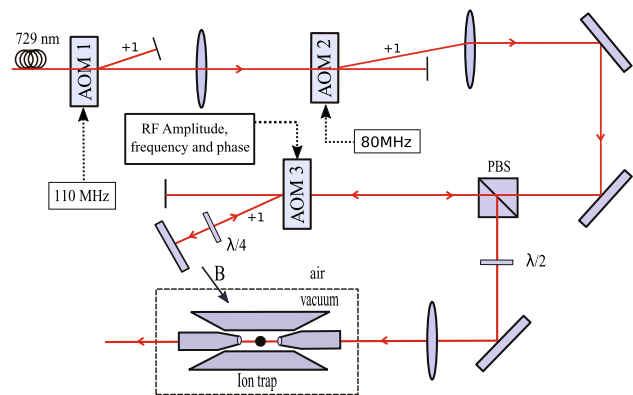 729 nm
+1
AOM 1
AOM 2
+1
RF Amplitude,
frequency and phase
80MHz
PBS
AOM 3
110 MHz
+1
λ/4
λ/2
B
air
vacuum
Ion trap